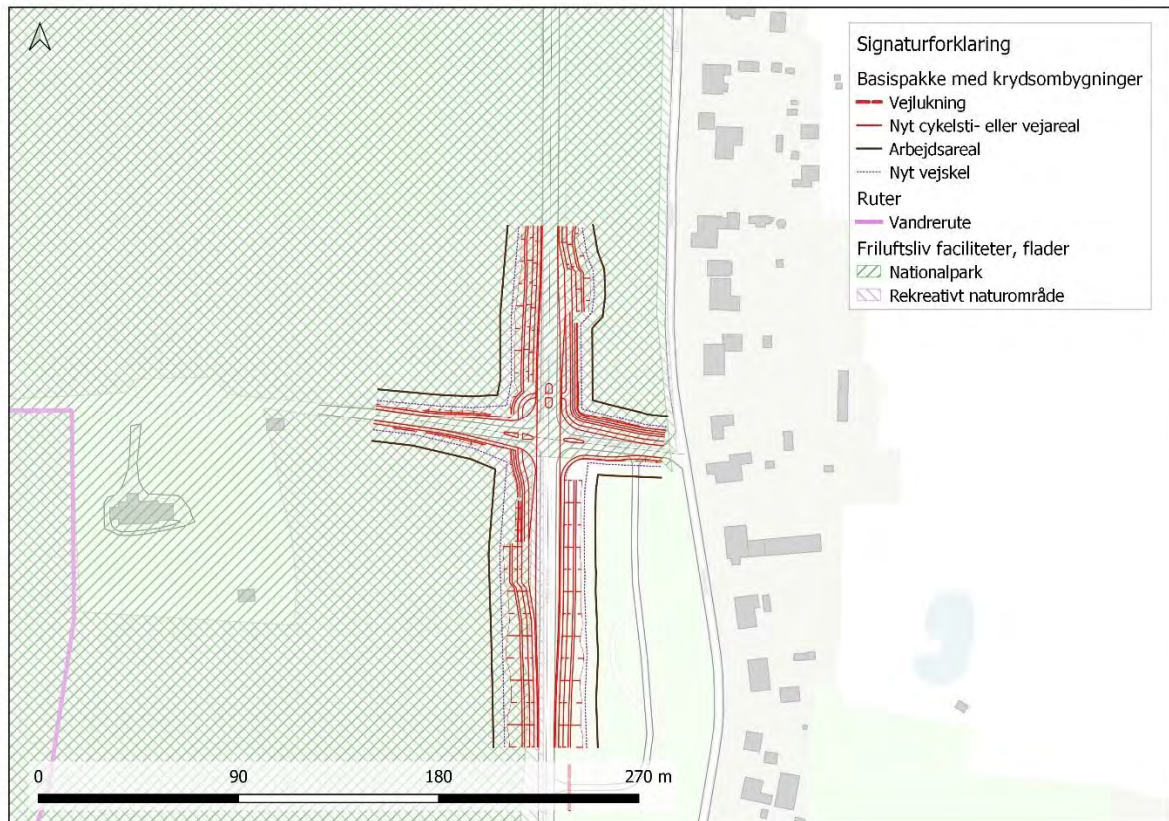 Signaturforklaring
Basispakke med krydsombygninger
Vejlukning
Nyt cykelsti- eller vejareal
Arbejdsareal
Nyt vejskel
Ruter
Vandrerute
Friluftsliv faciliteter, flader
Nationalpark
Rekreativt naturområde
0 90 180 270 m